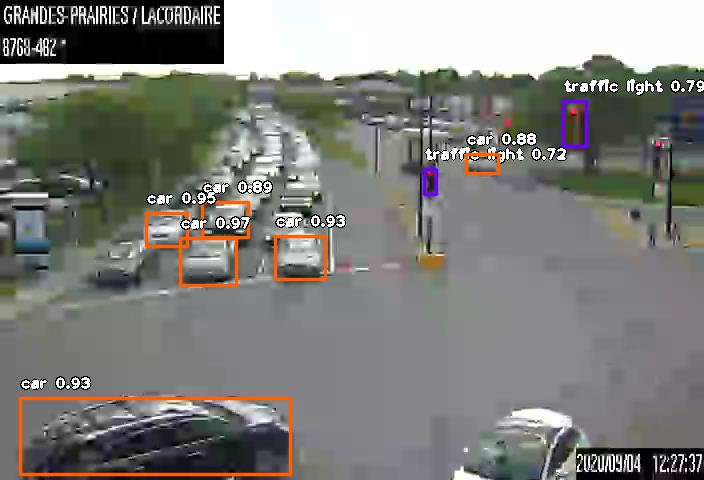 GRANDES-PRAIRIES / LACORDAIRE
8768-482 *
traffic light 0.79
car 0.88
traffic light 0.72
car 0.95
car 0.89
car 0.97
car 0.93
car 0.93
2020/09/04 12:27:37